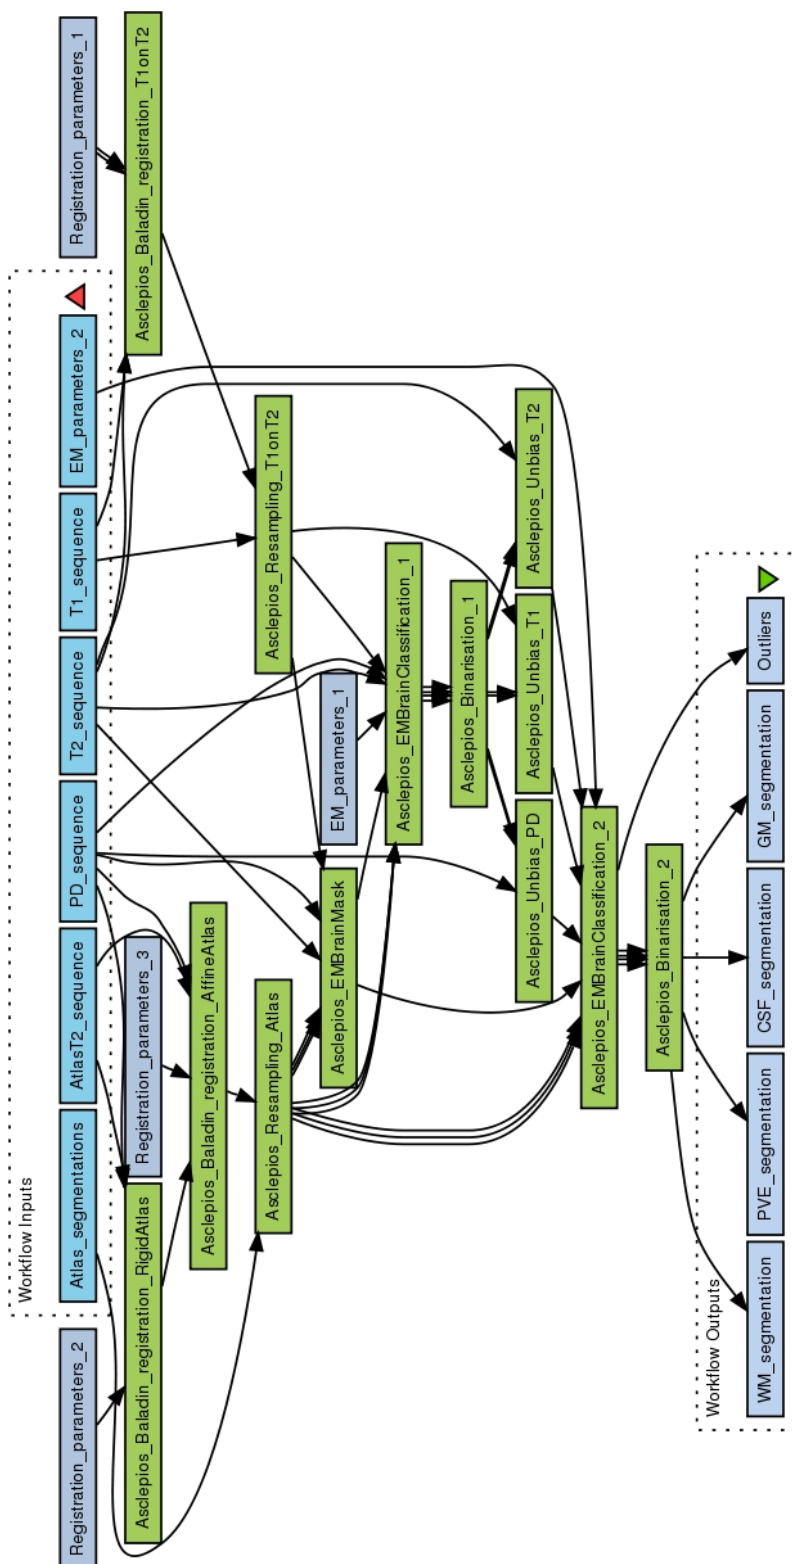 Registration_parameters_2
Workflow Inputs
Atlas_segmentations
AtlasT2_sequence
PD_sequence
T2_sequence
T1_sequence
EM_parameters_2
Registration_parameters_1
Asclepios_Baladin_registration_RigidAtlas
Registration_parameters_3
Asclepios_Baladin_registration_T1onT2
Asclepios_Baladin_registration_AffineAtlas
Asclepios_Resampling_Atlas
Asclepios_Resampling_T1onT2
Asclepios_EMBrainMask
EM_parameters_1
Asclepios_EMBrainClassification_1
Asclepios_Binarisation_1
Asclepios_Unbias_PD
Asclepios_Unbias_T1
Asclepios_Unbias_T2
Asclepios_EMBrainClassification_2
Asclepios_Binarisation_2
Workflow Outputs
WM_segmentation
PVE_segmentation
CSF_segmentation
GM_segmentation
Outliers